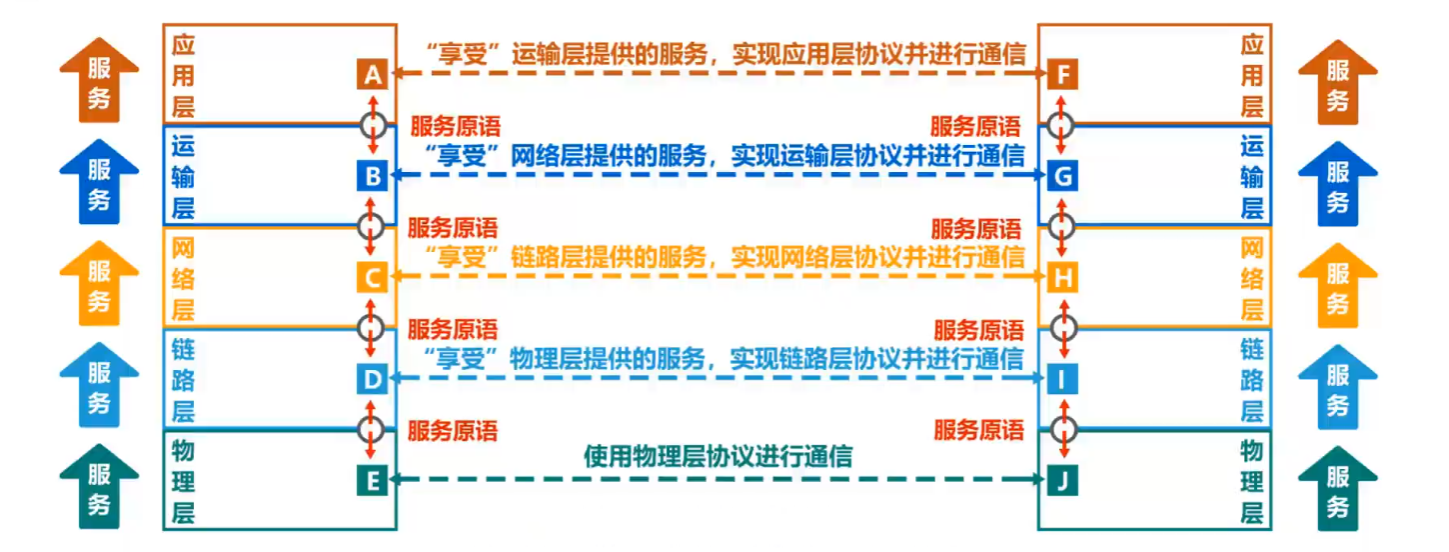 服务
应用层
A
“享受”运输层提供的服务，实现应用层协议并进行通信
F
应用层
服务
服务原语
服务原语
服务
运输层
B
“享受”网络层提供的服务，实现运输层协议并进行通信
G
运输层
服务
服务原语
服务原语
服务
网络层
C
“享受”链路层提供的服务，实现网络层协议并进行通信
H
网络层
服务
服务原语
服务原语
服务
链路层
D
“享受”物理层提供的服务，实现链路层协议并进行通信
I
链路层
服务
服务原语
服务原语
服务
物理层
E
使用物理层协议进行通信
J
物理层
服务